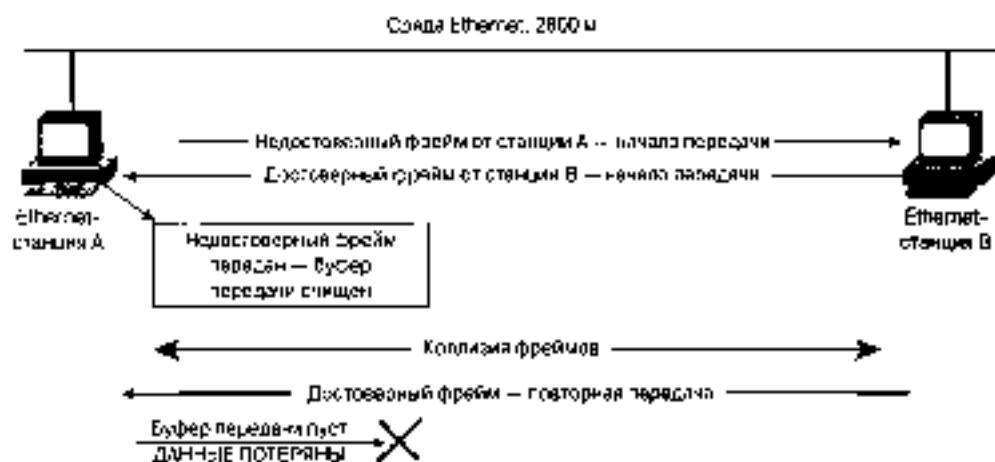 Среда Ethernet, 2800 м
Недостоверный фрейм от станции A — начало передачи
Достоверный фрейм от станции B — начало передачи
Ethernet-
станция A
Ethernet-
станция B
Недостоверный фрейм
передан — буфер
передачи очищен
Коллизия фреймов
Достоверный фрейм — повторная передача
Буфер передачи пуст
ДАННЫЕ ПОТЕРЯНЫ